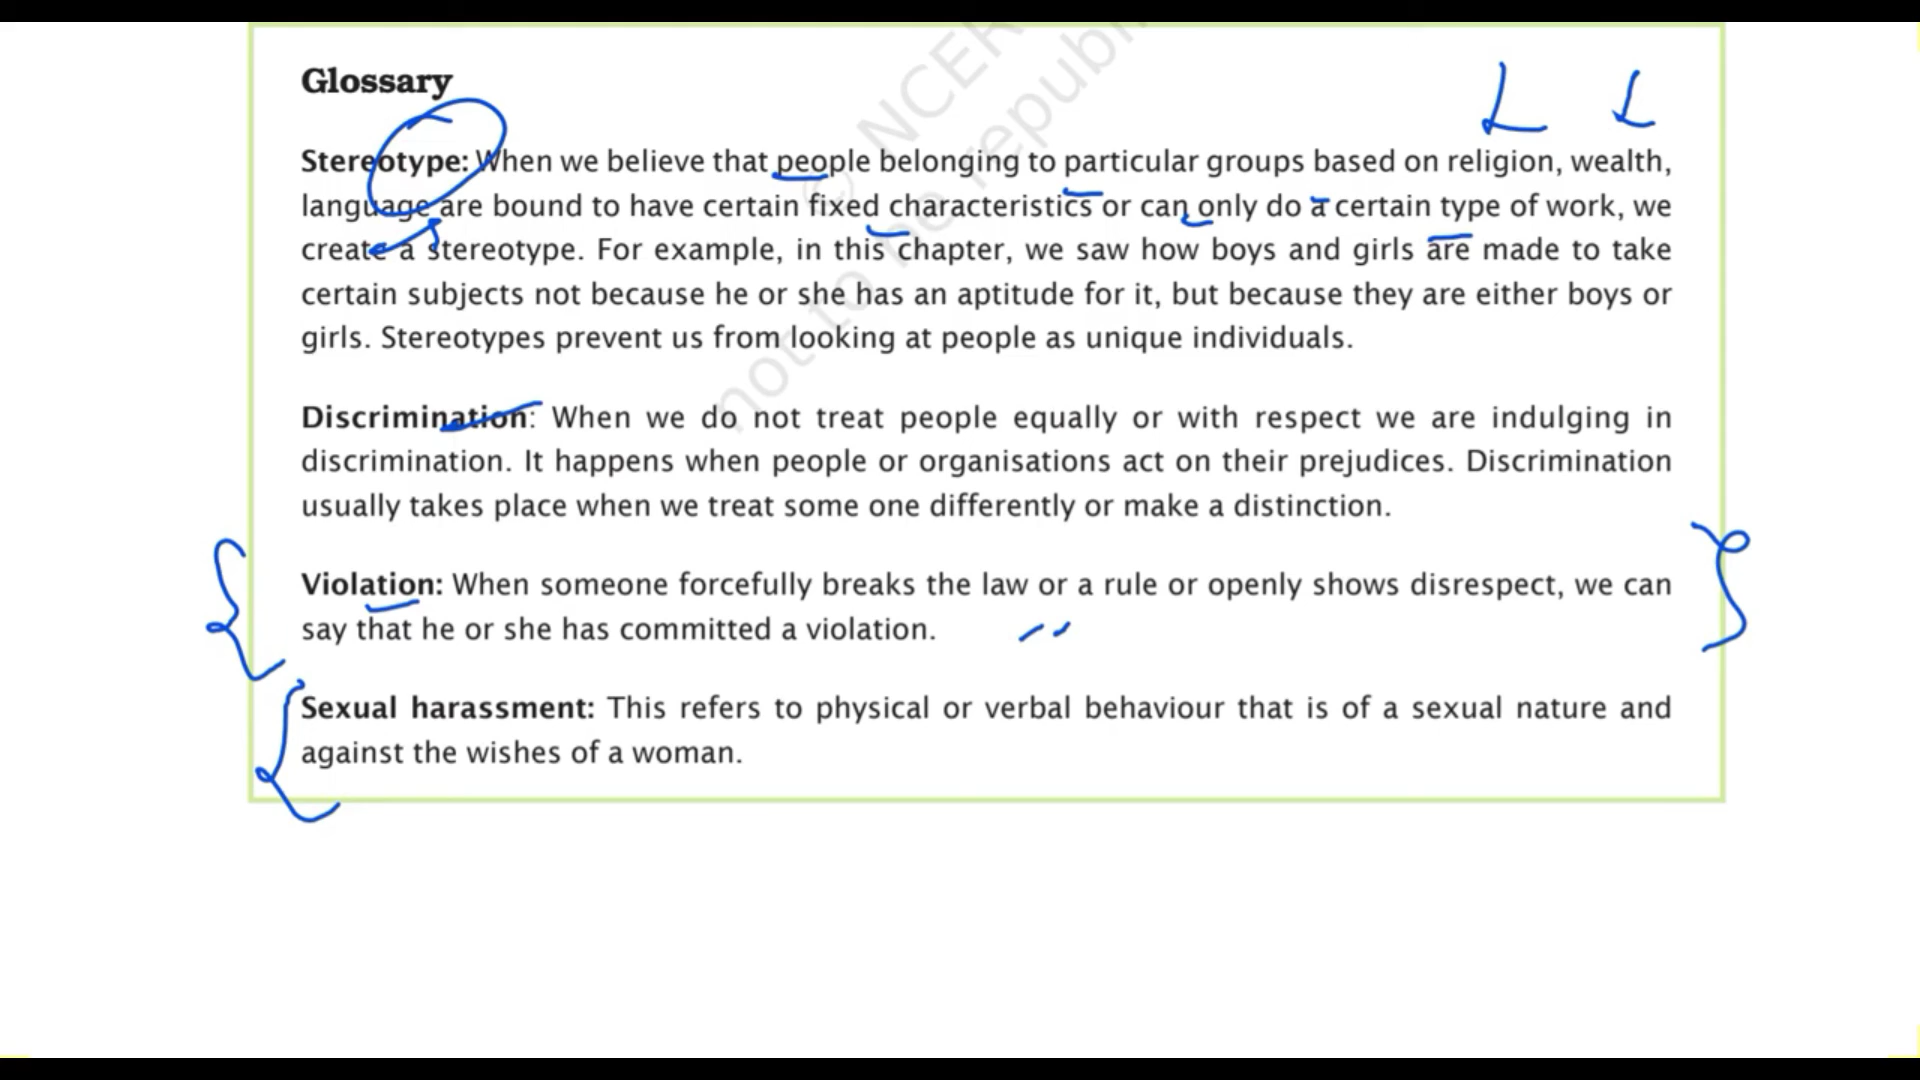 Glossary
Stereotype: When we believe that people belonging to particular groups based on religion, wealth,
language are bound to have certain fixed characteristics or can only do a certain type of work, we
create a stereotype. For example, in this chapter, we saw how boys and girls are made to take
certain subjects not because he or she has an aptitude for it, but because they are either boys or
girls. Stereotypes prevent us from looking at people as unique individuals.
Discrimination: When we do not treat people equally or with respect we are indulging in
discrimination. It happens when people or organisations act on their prejudices. Discrimination
usually takes place when we treat some one differently or make a distinction.
Violation: When someone forcefully breaks the law or a rule or openly shows disrespect, we can
say that he or she has committed a violation.
Sexual harassment: This refers to physical or verbal behaviour that is of a sexual nature and
against the wishes of a woman.
© NCER
not to be republi